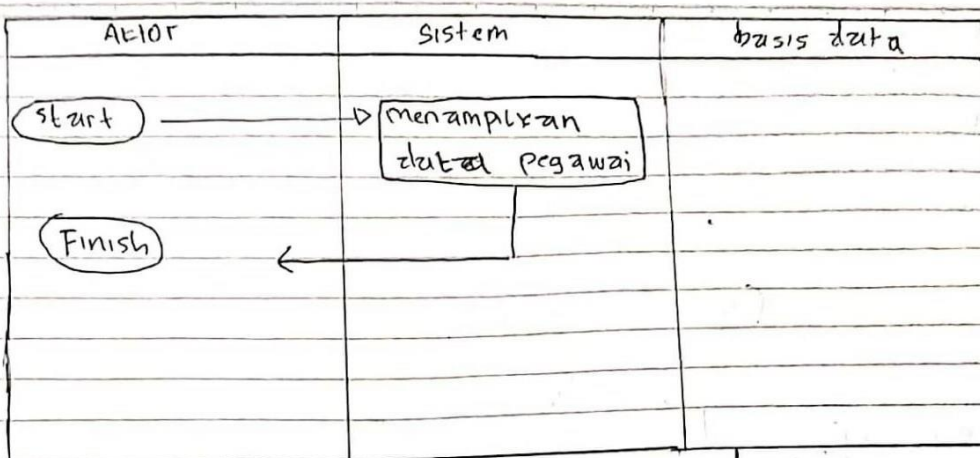 Aktor
Sistem
basis data
Start
Menampilkan
data pegawai
Finish